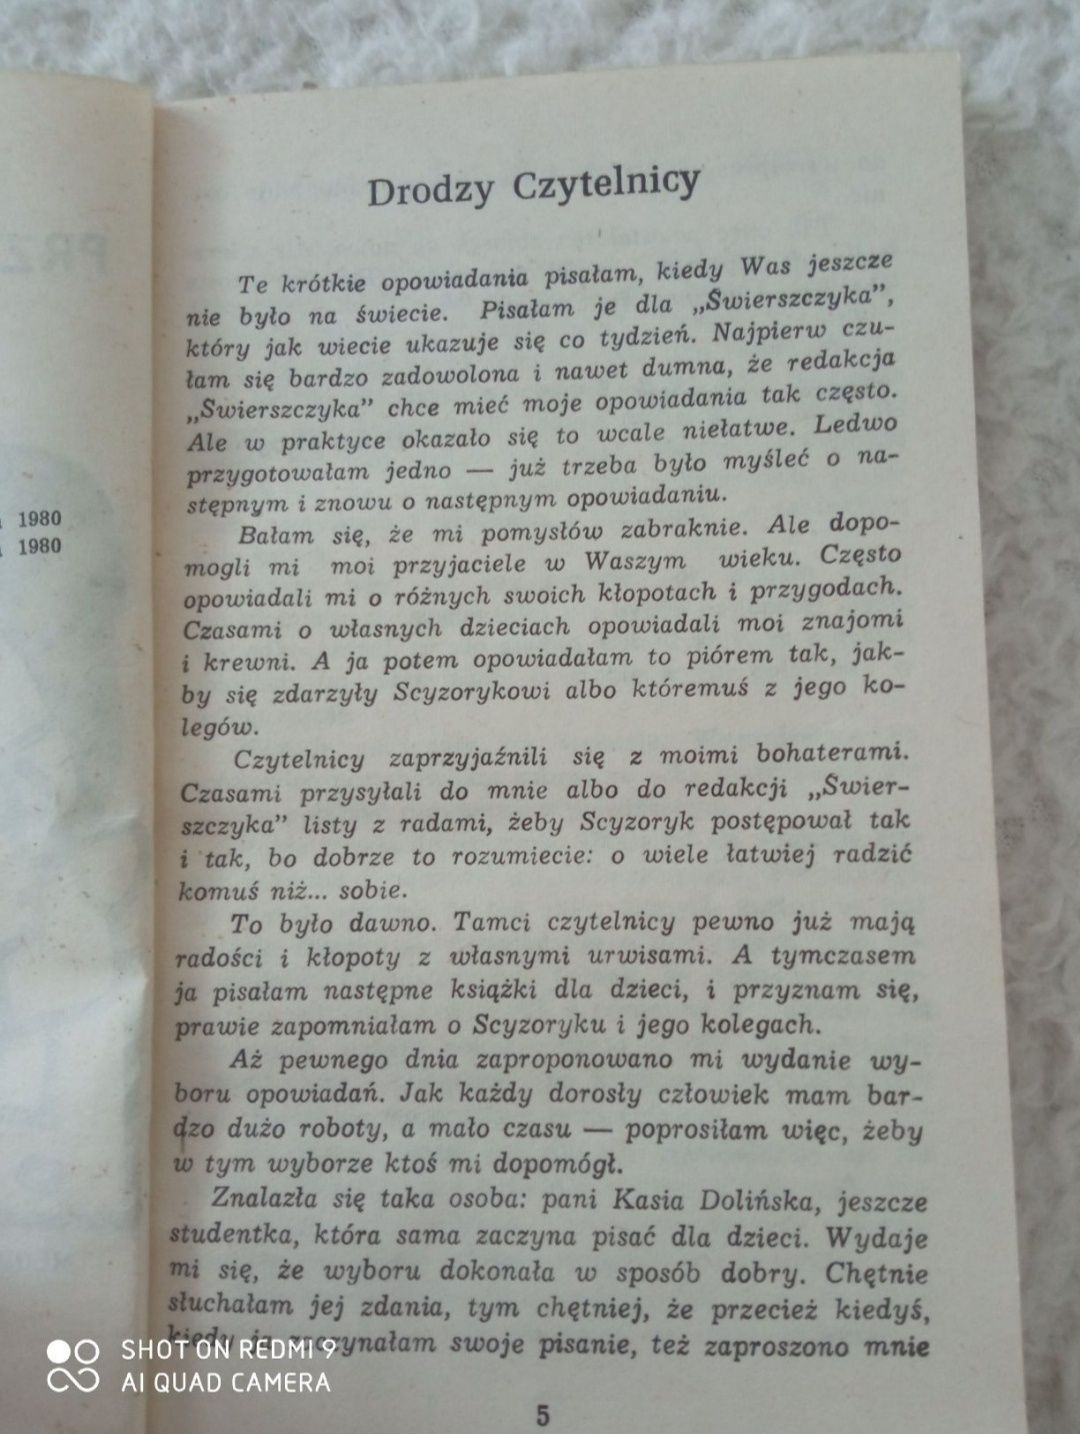 1980
1980
Drodzy Czytelnicy
Te krótkie opowiadania pisałam, kiedy Was jeszcze
nie było na świecie. Pisałam je dla „Świerszczyka”,
który jak wiecie ukazuje się co tydzień. Najpierw czu-
łam się bardzo zadowolona i nawet dumna, że redakcja
„Świerszczyka” chce mieć moje opowiadania tak często.
Ale w praktyce okazało się to wcale niełatwe. Ledwo
przygotowałam jedno — już trzeba było myśleć o na-
stępnym i znowu o następnym opowiadaniu.
Bałam się, że mi pomysłów zabraknie. Ale dopo-
mogli mi moi przyjaciele w Waszym wieku. Często
opowiadali mi o różnych swoich kłopotach i przygodach.
Czasami o własnych dzieciach opowiadali moi znajomi
i krewni. A ja potem opowiadałam to piórem tak, jak-
by się zdarzyły Scyzorykowi albo któremuś z jego ko-
legów.
Czytelnicy zaprzyjaźnili się z moimi bohaterami.
Czasami przysyłali do mnie albo do redakcji „Świer-
szczyka” listy z radami, żeby Scyzoryk postępował tak
i tak, bo dobrze to rozumiecie: o wiele łatwiej radzić
komuś niż... sobie.
To było dawno. Tamci czytelnicy pewno już mają
radości i kłopoty z własnymi urwisami. A tymczasem
ja pisałam następne książki dla dzieci, i przyznam się,
prawie zapomniałam o Scyzoryku i jego kolegach.
Aż pewnego dnia zaproponowano mi wydanie wy-
boru opowiadań. Jak każdy dorosły człowiek mam bar-
dzo dużo roboty, a mało czasu — poprosiłam więc, żeby
w tym wyborze ktoś mi dopomógł.
Znalazła się taka osoba: pani Kasia Dolińska, jeszcze
studentka, która sama zaczyna pisać dla dzieci. Wydaje
mi się, że wyboru dokonała w sposób dobry. Chętnie
słuchałam jej zdania, tym chętniej, że przecież kiedyś,
kiedy ja zaczynałam swoje pisanie, też zaproszono mnie
SHOT ON REDMI 9
AI QUAD CAMERA
5